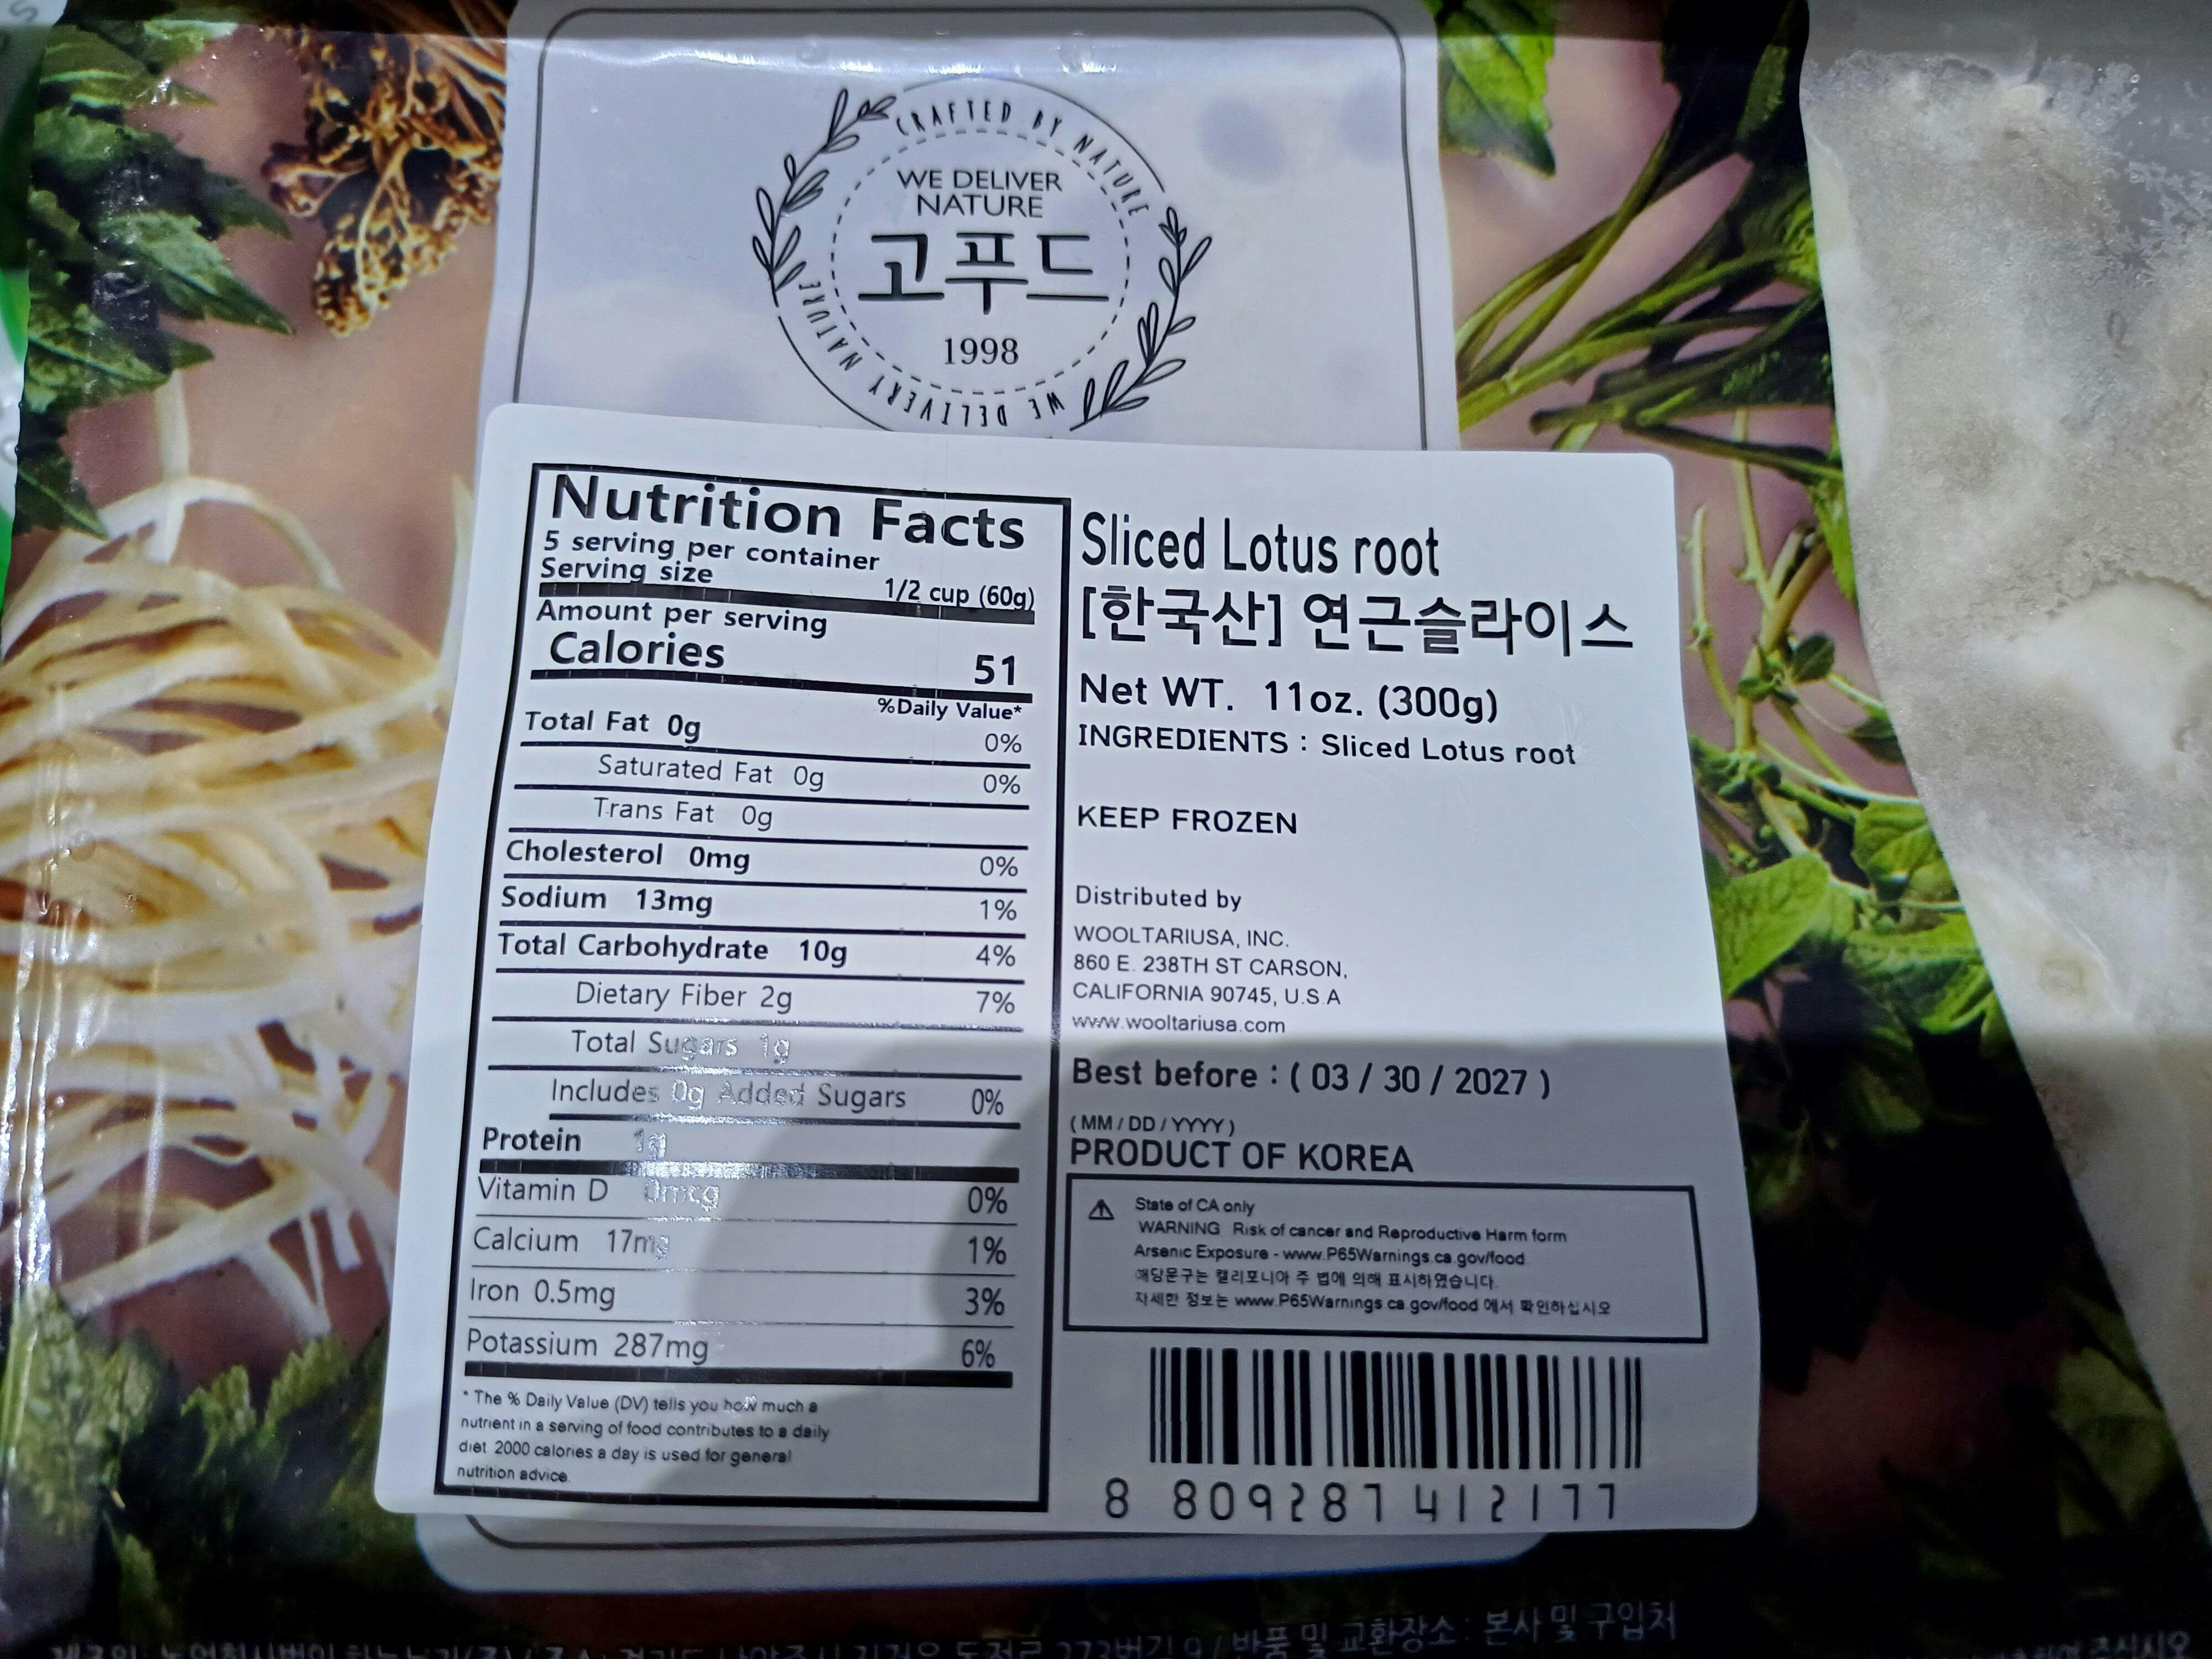 CRAFTED BY NATURE
WE DELIVER
NATURE
고푸드
1998
WE DELIVERY NATURE
Nutrition Facts
5 serving per container
Serving size 1/2 cup (60g)
Amount per serving
Calories 51
%Daily Value*
Total Fat 0g 0%
Saturated Fat 0g 0%
Trans Fat 0g
Cholesterol 0mg 0%
Sodium 13mg 1%
Total Carbohydrate 10g 4%
Dietary Fiber 2g 7%
Total Sugars 1g
Includes 0g Added Sugars 0%
Protein 1g
Vitamin D 0mcg 0%
Calcium 17mg 1%
Iron 0.5mg 3%
Potassium 287mg 6%
* The % Daily Value (DV) tells you how much a
nutrient in a serving of food contributes to a daily
diet. 2000 calories a day is used for general
nutrition advice.
Sliced Lotus root
[한국산] 연근슬라이스
Net WT. 11oz. (300g)
INGREDIENTS : Sliced Lotus root
KEEP FROZEN
Distributed by
WOOLTARIUSA, INC.
860 E. 238TH ST CARSON,
CALIFORNIA 90745, U.S.A
www.wooltariusa.com
Best before : ( 03 / 30 / 2027 )
(MM / DD / YYYY)
PRODUCT OF KOREA
State of CA only
WARNING Risk of cancer and Reproductive Harm form
Arsenic Exposure - www.P65Warnings.ca.gov/food
해당문구는 캘리포니아 주 법에 의해 표시하였습니다.
자세한 정보는 www.P65Warnings.ca.gov/food 에서 확인하십시오
8 809287 412177
273번길 9 / 반품 및 교환장소 : 본사 및 구입처